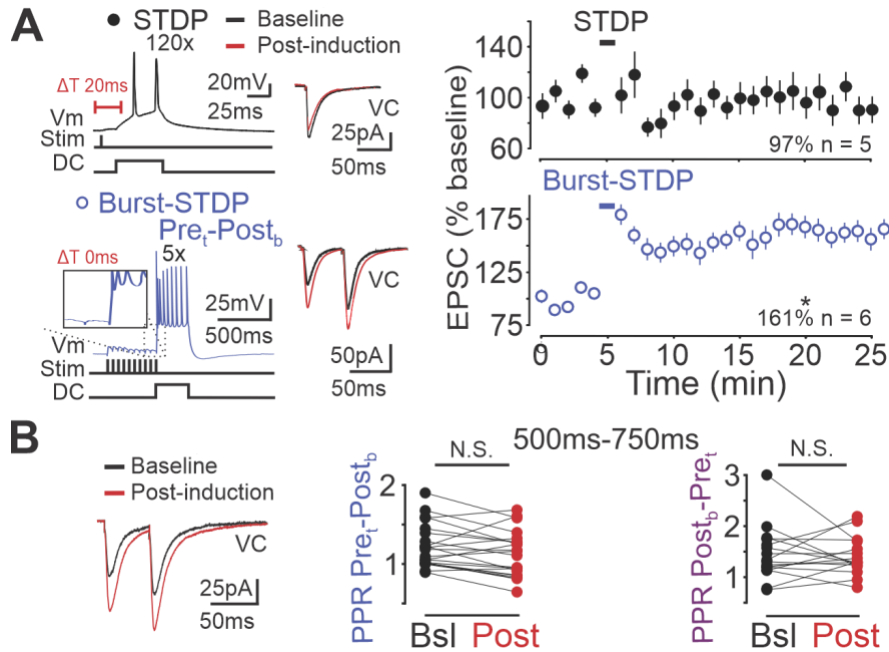 A
STDP
120x
Baseline
Post-induction
ΔT 20ms
20mV
25ms
Vm
Stim
DC
VC
25pA
50ms
STDP
140
120
100
80
60
97% n = 5
Burst-STDP
Pret-Postb
5x
ΔT 0ms
25mV
500ms
Vm
Stim
DC
VC
50pA
50ms
Burst-STDP
175
150
125
100
75
*
161% n = 6
EPSC (% baseline)
0 5 10 15 20 25
Time (min)
B
Baseline
Post-induction
VC
25pA
50ms
500ms-750ms
N.S.
PPR Pret-Postb
2
1
Bsl Post
N.S.
PPR Postb-Pret
3
2
1
Bsl Post